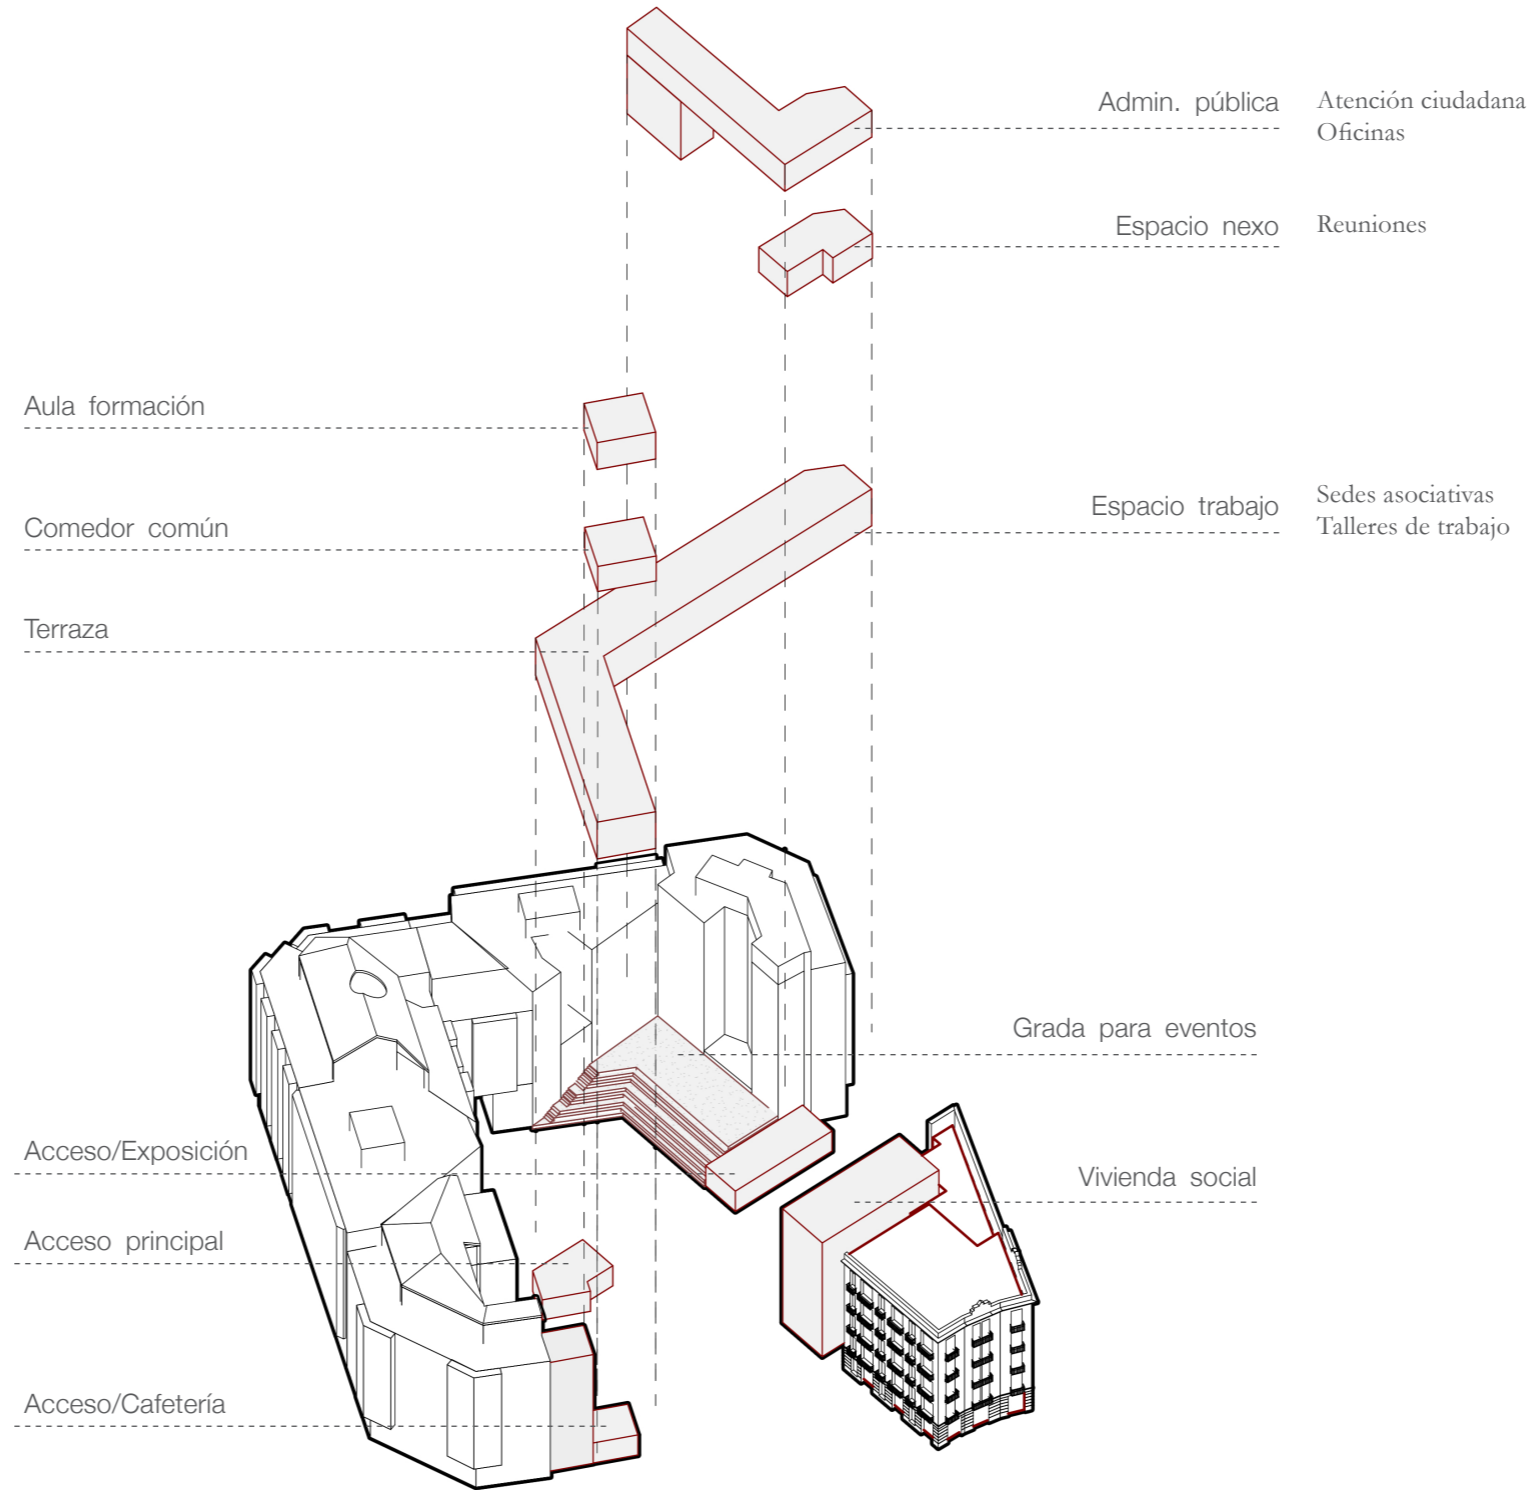 Admin. pública
Atención ciudadana
Oficinas
Espacio nexo
Reuniones
Aula formación
Comedor común
Espacio trabajo
Sedes asociativas
Talleres de trabajo
Terraza
Grada para eventos
Acceso/Exposición
Vivienda social
Acceso principal
Acceso/Cafetería